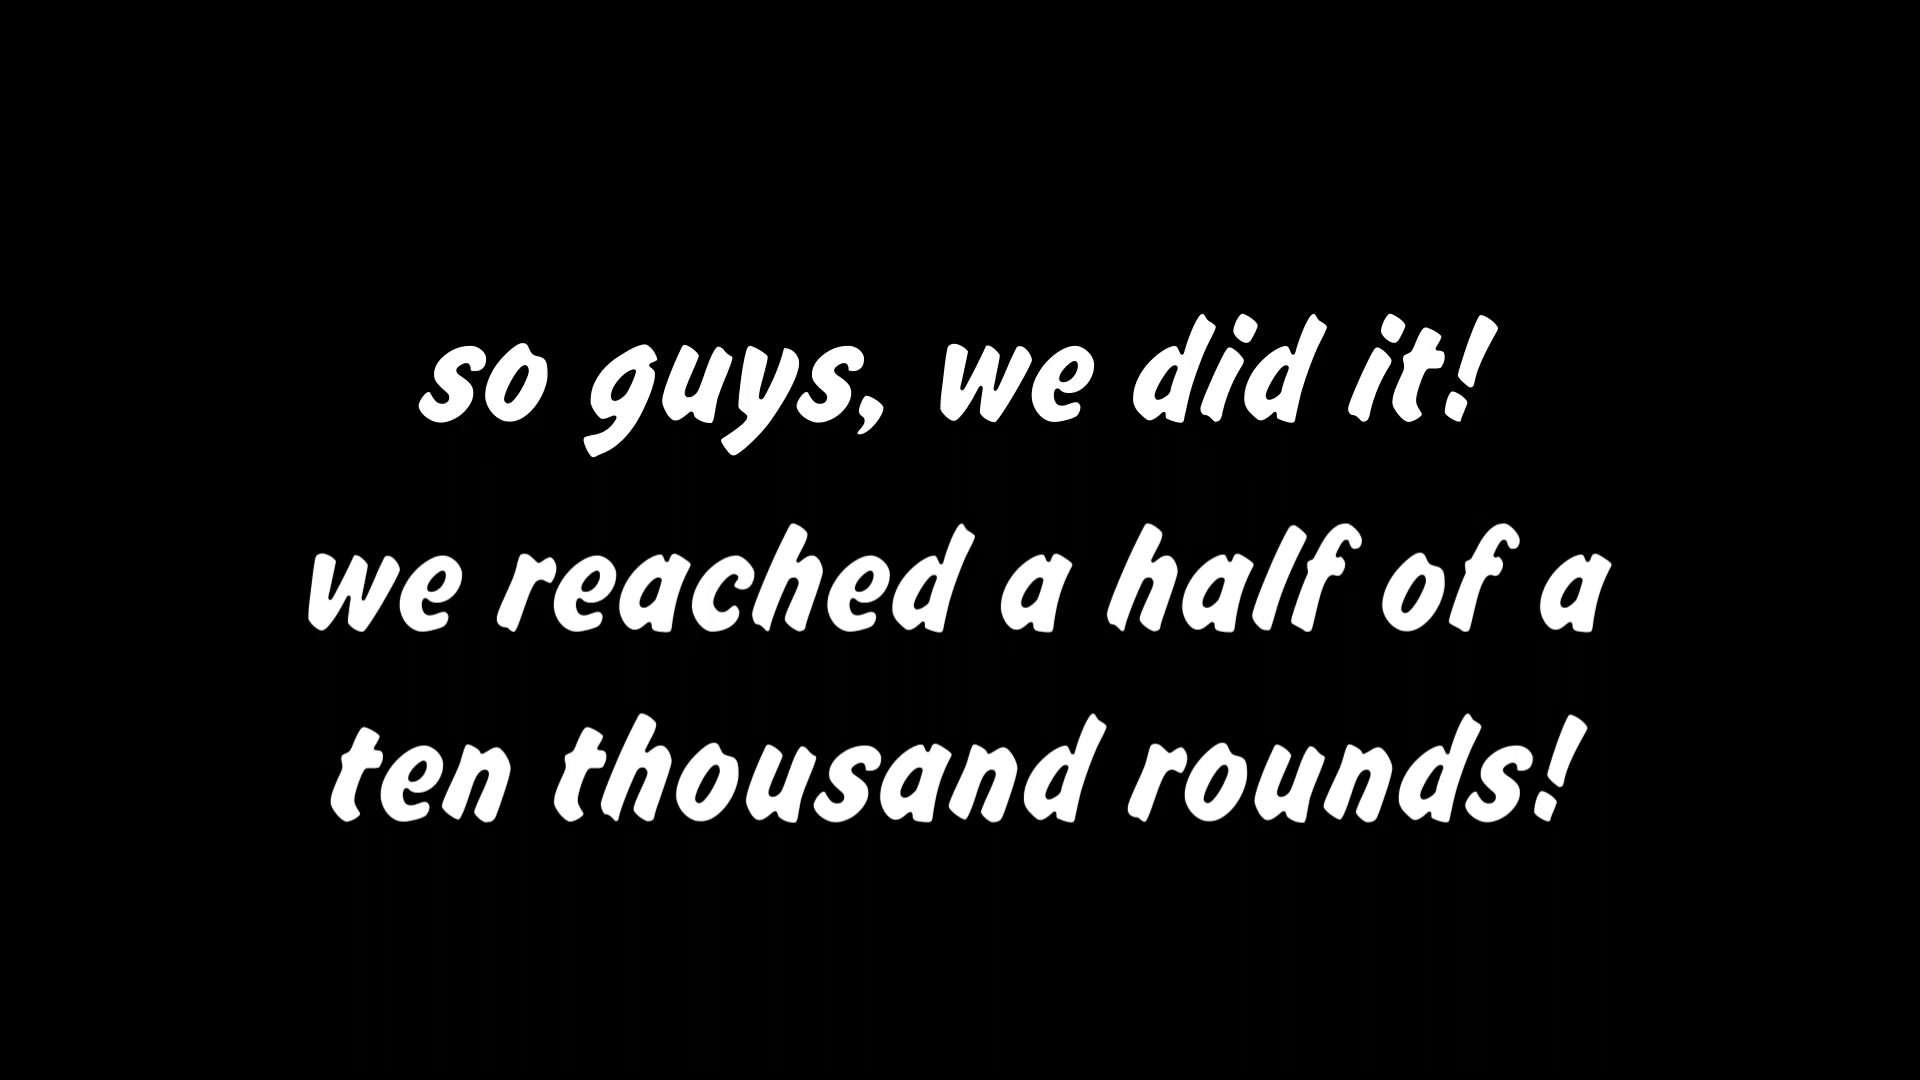 so guys, we did it!
we reached a half of a
ten thousand rounds!